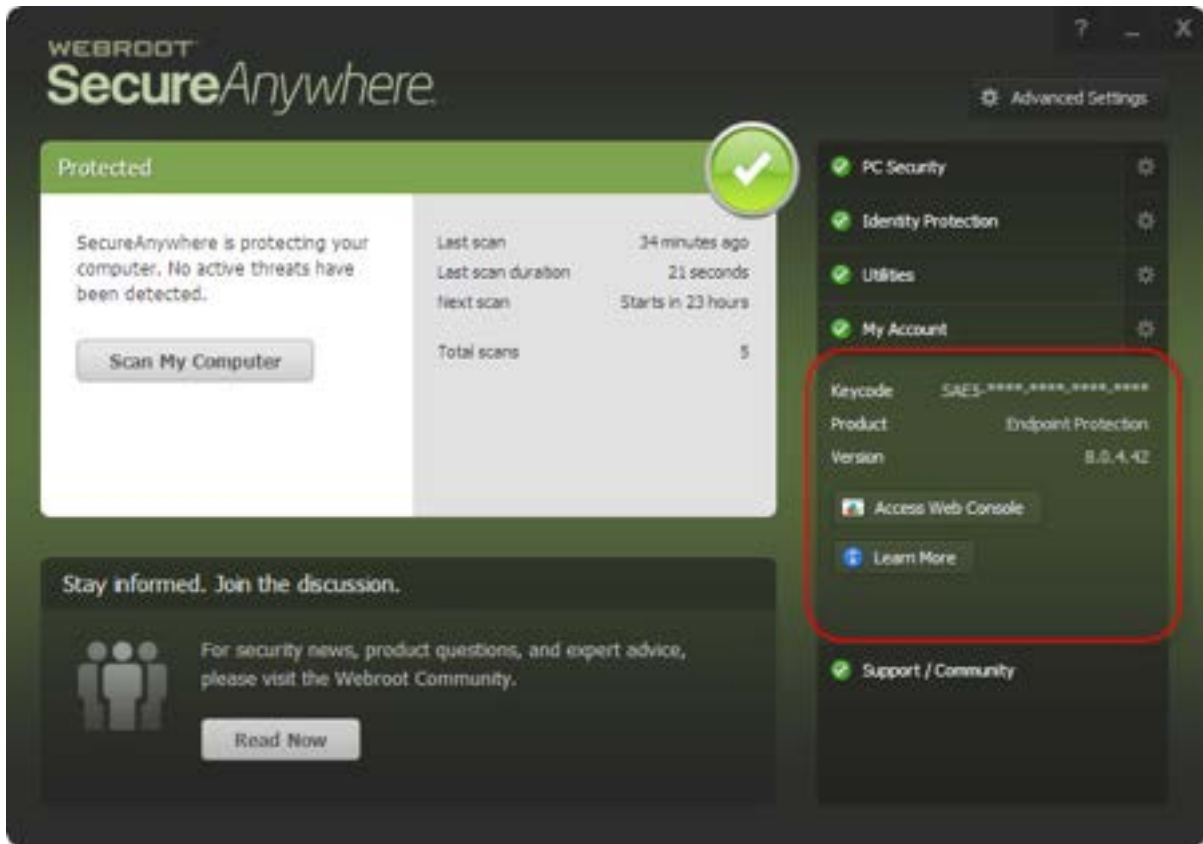 WEBROOT
SecureAnywhere.
? _ X
Advanced Settings
Protected
SecureAnywhere is protecting your
computer. No active threats have
been detected.
Scan My Computer
Last scan 34 minutes ago
Last scan duration 21 seconds
Next scan Starts in 23 hours
Total scans 5
PC Security
Identity Protection
Utilities
My Account
Keycode SAE5-****-****-****-****
Product Endpoint Protection
Version 8.0.4.42
Access Web Console
Learn More
Support / Community
Stay informed. Join the discussion.
For security news, product questions, and expert advice,
please visit the Webroot Community.
Read Now